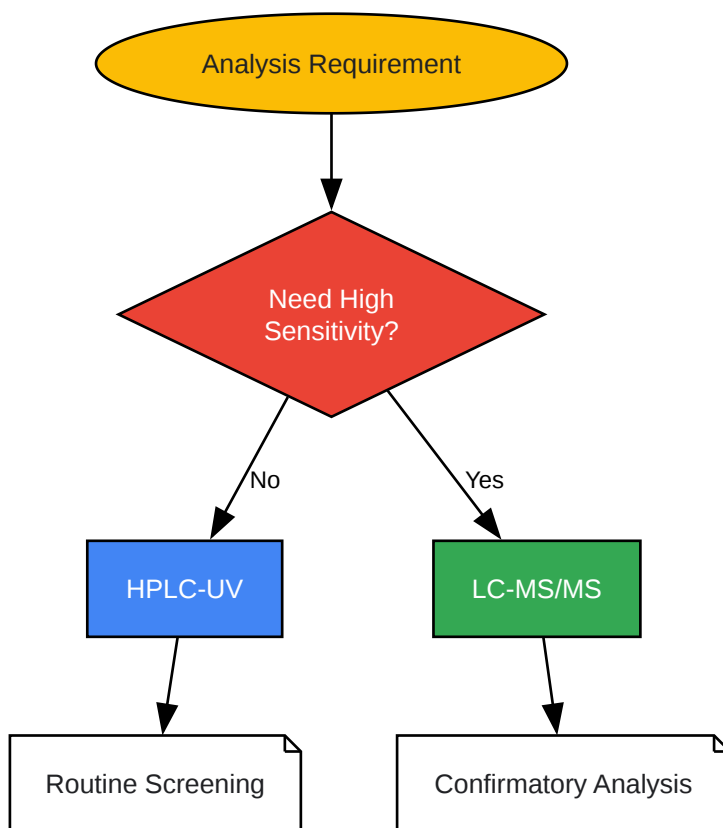 Analysis Requirement
Need High
Sensitivity?
No
Yes
HPLC-UV
LC-MS/MS
Routine Screening
Confirmatory Analysis